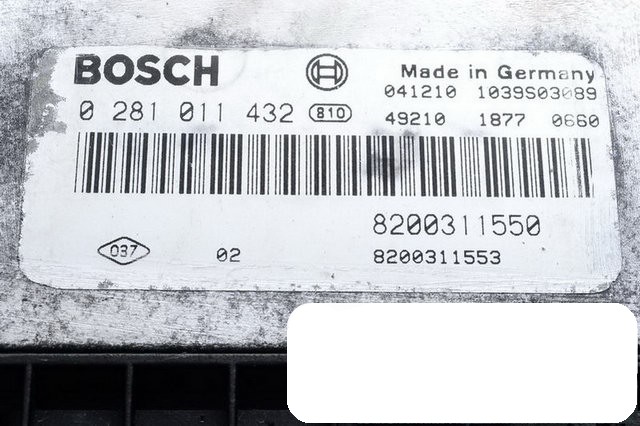 BOSCH
Made in Germany
041210 1039S03089
0 281 011 432 810
49210 1877 0660
8200311550
037 02 8200311553